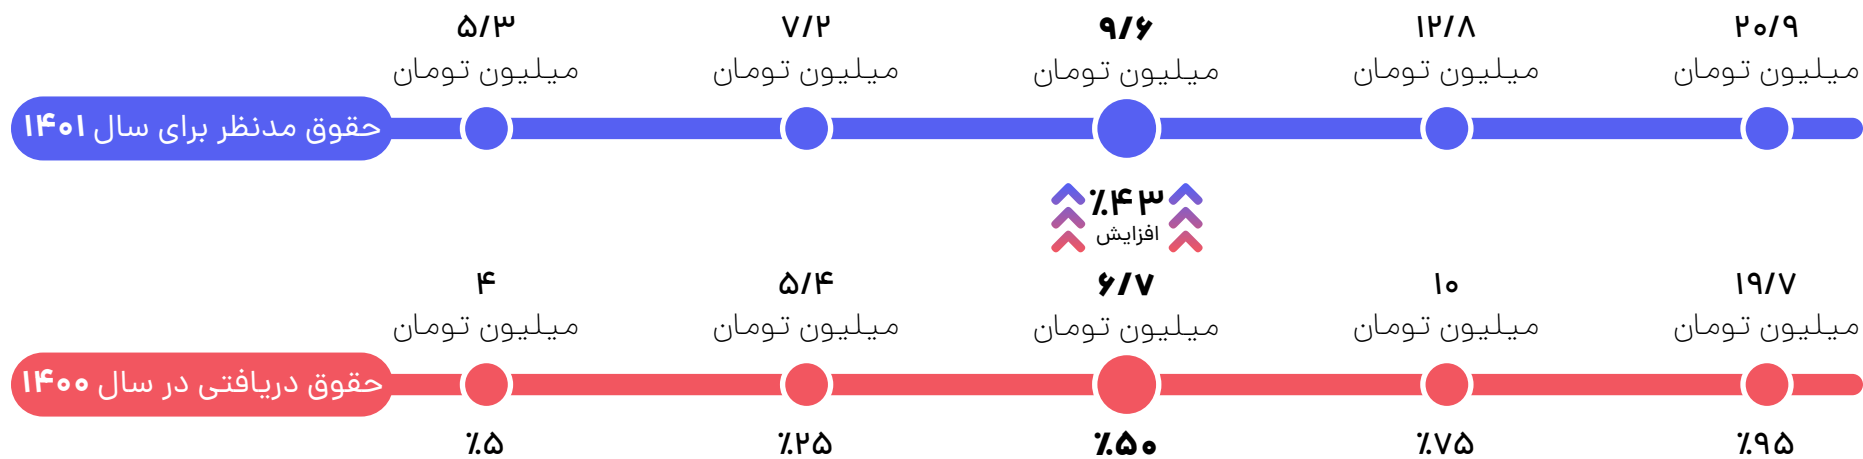 ۵/۳
میلیون تومان
۷/۲
میلیون تومان
۹/۶
میلیون تومان
۱۲/۸
میلیون تومان
۲۰/۹
میلیون تومان
حقوق مدنظر برای سال ۱۴۰۱
٪۴۳
افزایش
۴
میلیون تومان
۵/۴
میلیون تومان
۶/۷
میلیون تومان
۱۰
میلیون تومان
۱۹/۷
میلیون تومان
حقوق دریافتی در سال ۱۴۰۰
٪۵
٪۲۵
٪۵۰
٪۷۵
٪۹۵